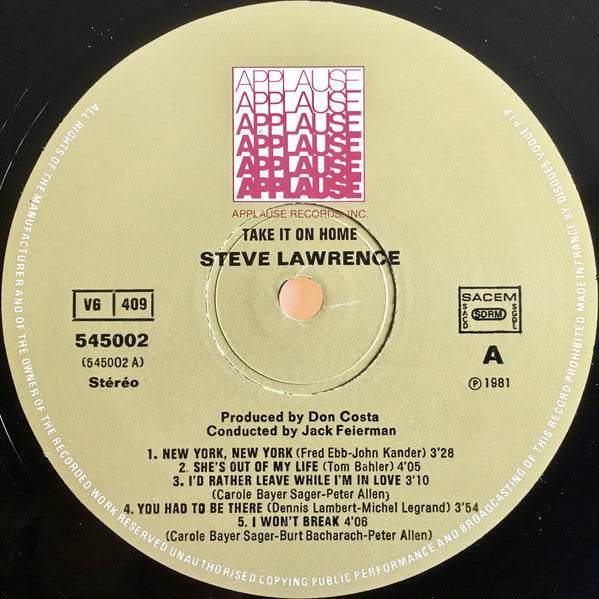 APPLAUSE
APPLAUSE
APPLAUSE
APPLAUSE
APPLAUSE
APPLAUSE
APPLAUSE RECORDS, INC.
TAKE IT ON HOME
STEVE LAWRENCE
VG 409
545002
(545002 A)
Stéréo
SACEM
SACD SDRM SGDL
A
℗ 1981
Produced by Don Costa
Conducted by Jack Feierman
1. NEW YORK, NEW YORK (Fred Ebb-John Kander) 3'28
2. SHE'S OUT OF MY LIFE (Tom Bahler) 4'05
3. I'D RATHER LEAVE WHILE I'M IN LOVE 3'10
(Carole Bayer Sager-Peter Allen)
4. YOU HAD TO BE THERE (Dennis Lambert-Michel Legrand) 3'54
5. I WON'T BREAK 4'06
(Carole Bayer Sager-Burt Bacharach-Peter Allen)
ALL RIGHTS OF THE MANUFACTURER AND OF THE OWNER OF THE RECORDED WORK RESERVED UNAUTHORISED COPYING PUBLIC PERFORMANCE AND BROADCASTING OF THIS RECORD PROHIBITED. MADE IN FRANCE BY DISQUES VOGUE P.I.P